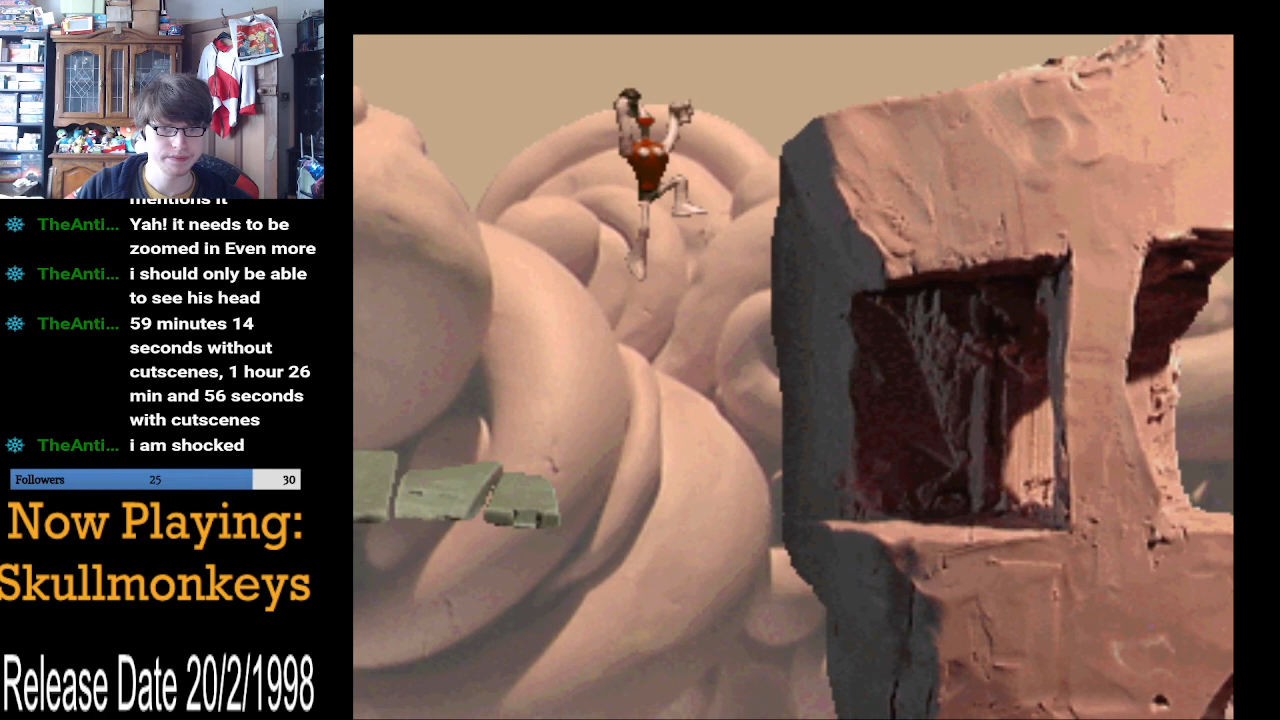 mentions it
TheAnti... Yah! it needs to be
zoomed in Even more
TheAnti... i should only be able
to see his head
TheAnti... 59 minutes 14
seconds without
cutscenes, 1 hour 26
min and 56 seconds
with cutscenes
TheAnti... i am shocked
Followers 25 30
Now Playing:
Skullmonkeys
Release Date 20/2/1998